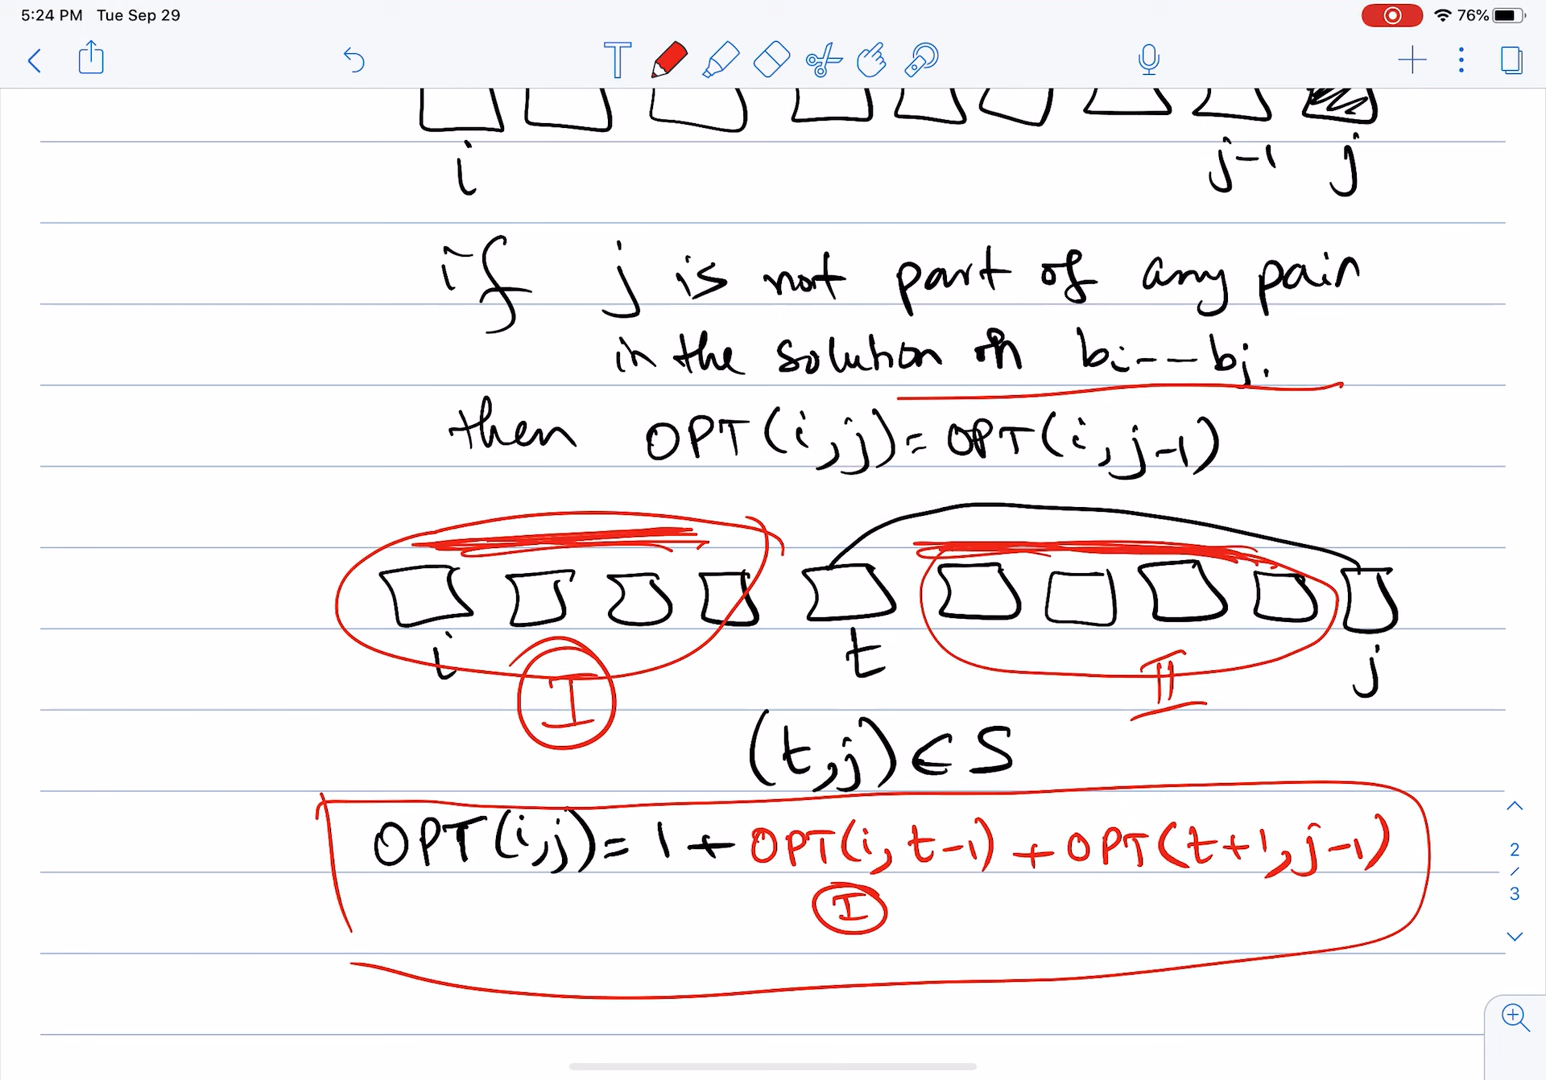 5:24 PM Tue Sep 29
76%
T
i j-1 j
if j is not part of any pair
in the solution in bi--bj.
then OPT(i,j)=OPT(i,j-1)
i t j
I II
(t,j)∈S
OPT(i,j)= 1+OPT(i,t-1)+OPT(t+1,j-1)
I
2
/
3